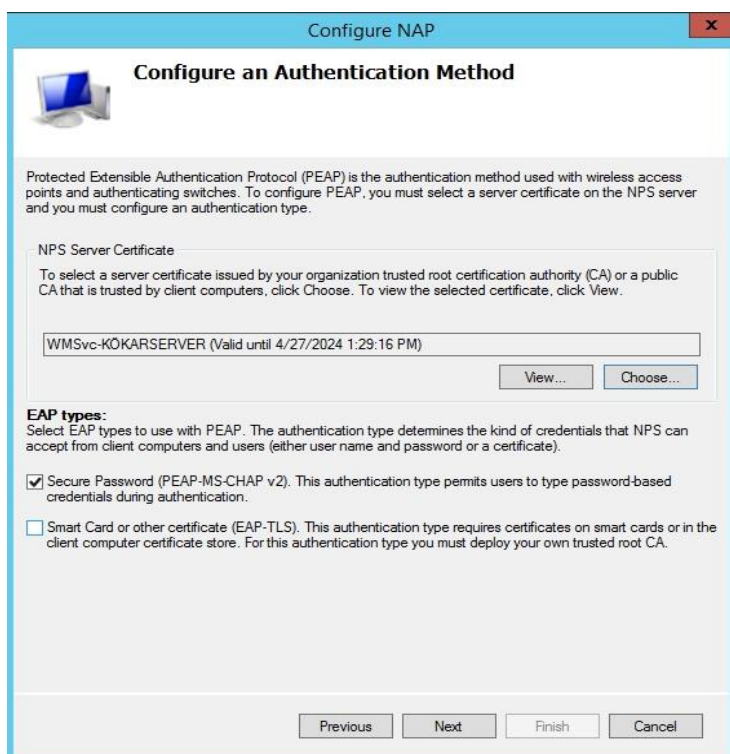 Configure NAP
x
Configure an Authentication Method
Protected Extensible Authentication Protocol (PEAP) is the authentication method used with wireless access
points and authenticating switches. To configure PEAP, you must select a server certificate on the NPS server
and you must configure an authentication type.
NPS Server Certificate
To select a server certificate issued by your organization trusted root certification authority (CA) or a public
CA that is trusted by client computers, click Choose. To view the selected certificate, click View.
WMSvc-KÖKARSERVER (Valid until 4/27/2024 1:29:16 PM)
View... Choose...
EAP types:
Select EAP types to use with PEAP. The authentication type determines the kind of credentials that NPS can
accept from client computers and users (either user name and password or a certificate).
Secure Password (PEAP-MS-CHAP v2). This authentication type permits users to type password-based
credentials during authentication.
Smart Card or other certificate (EAP-TLS). This authentication type requires certificates on smart cards or in the
client computer certificate store. For this authentication type you must deploy your own trusted root CA.
Previous Next Finish Cancel